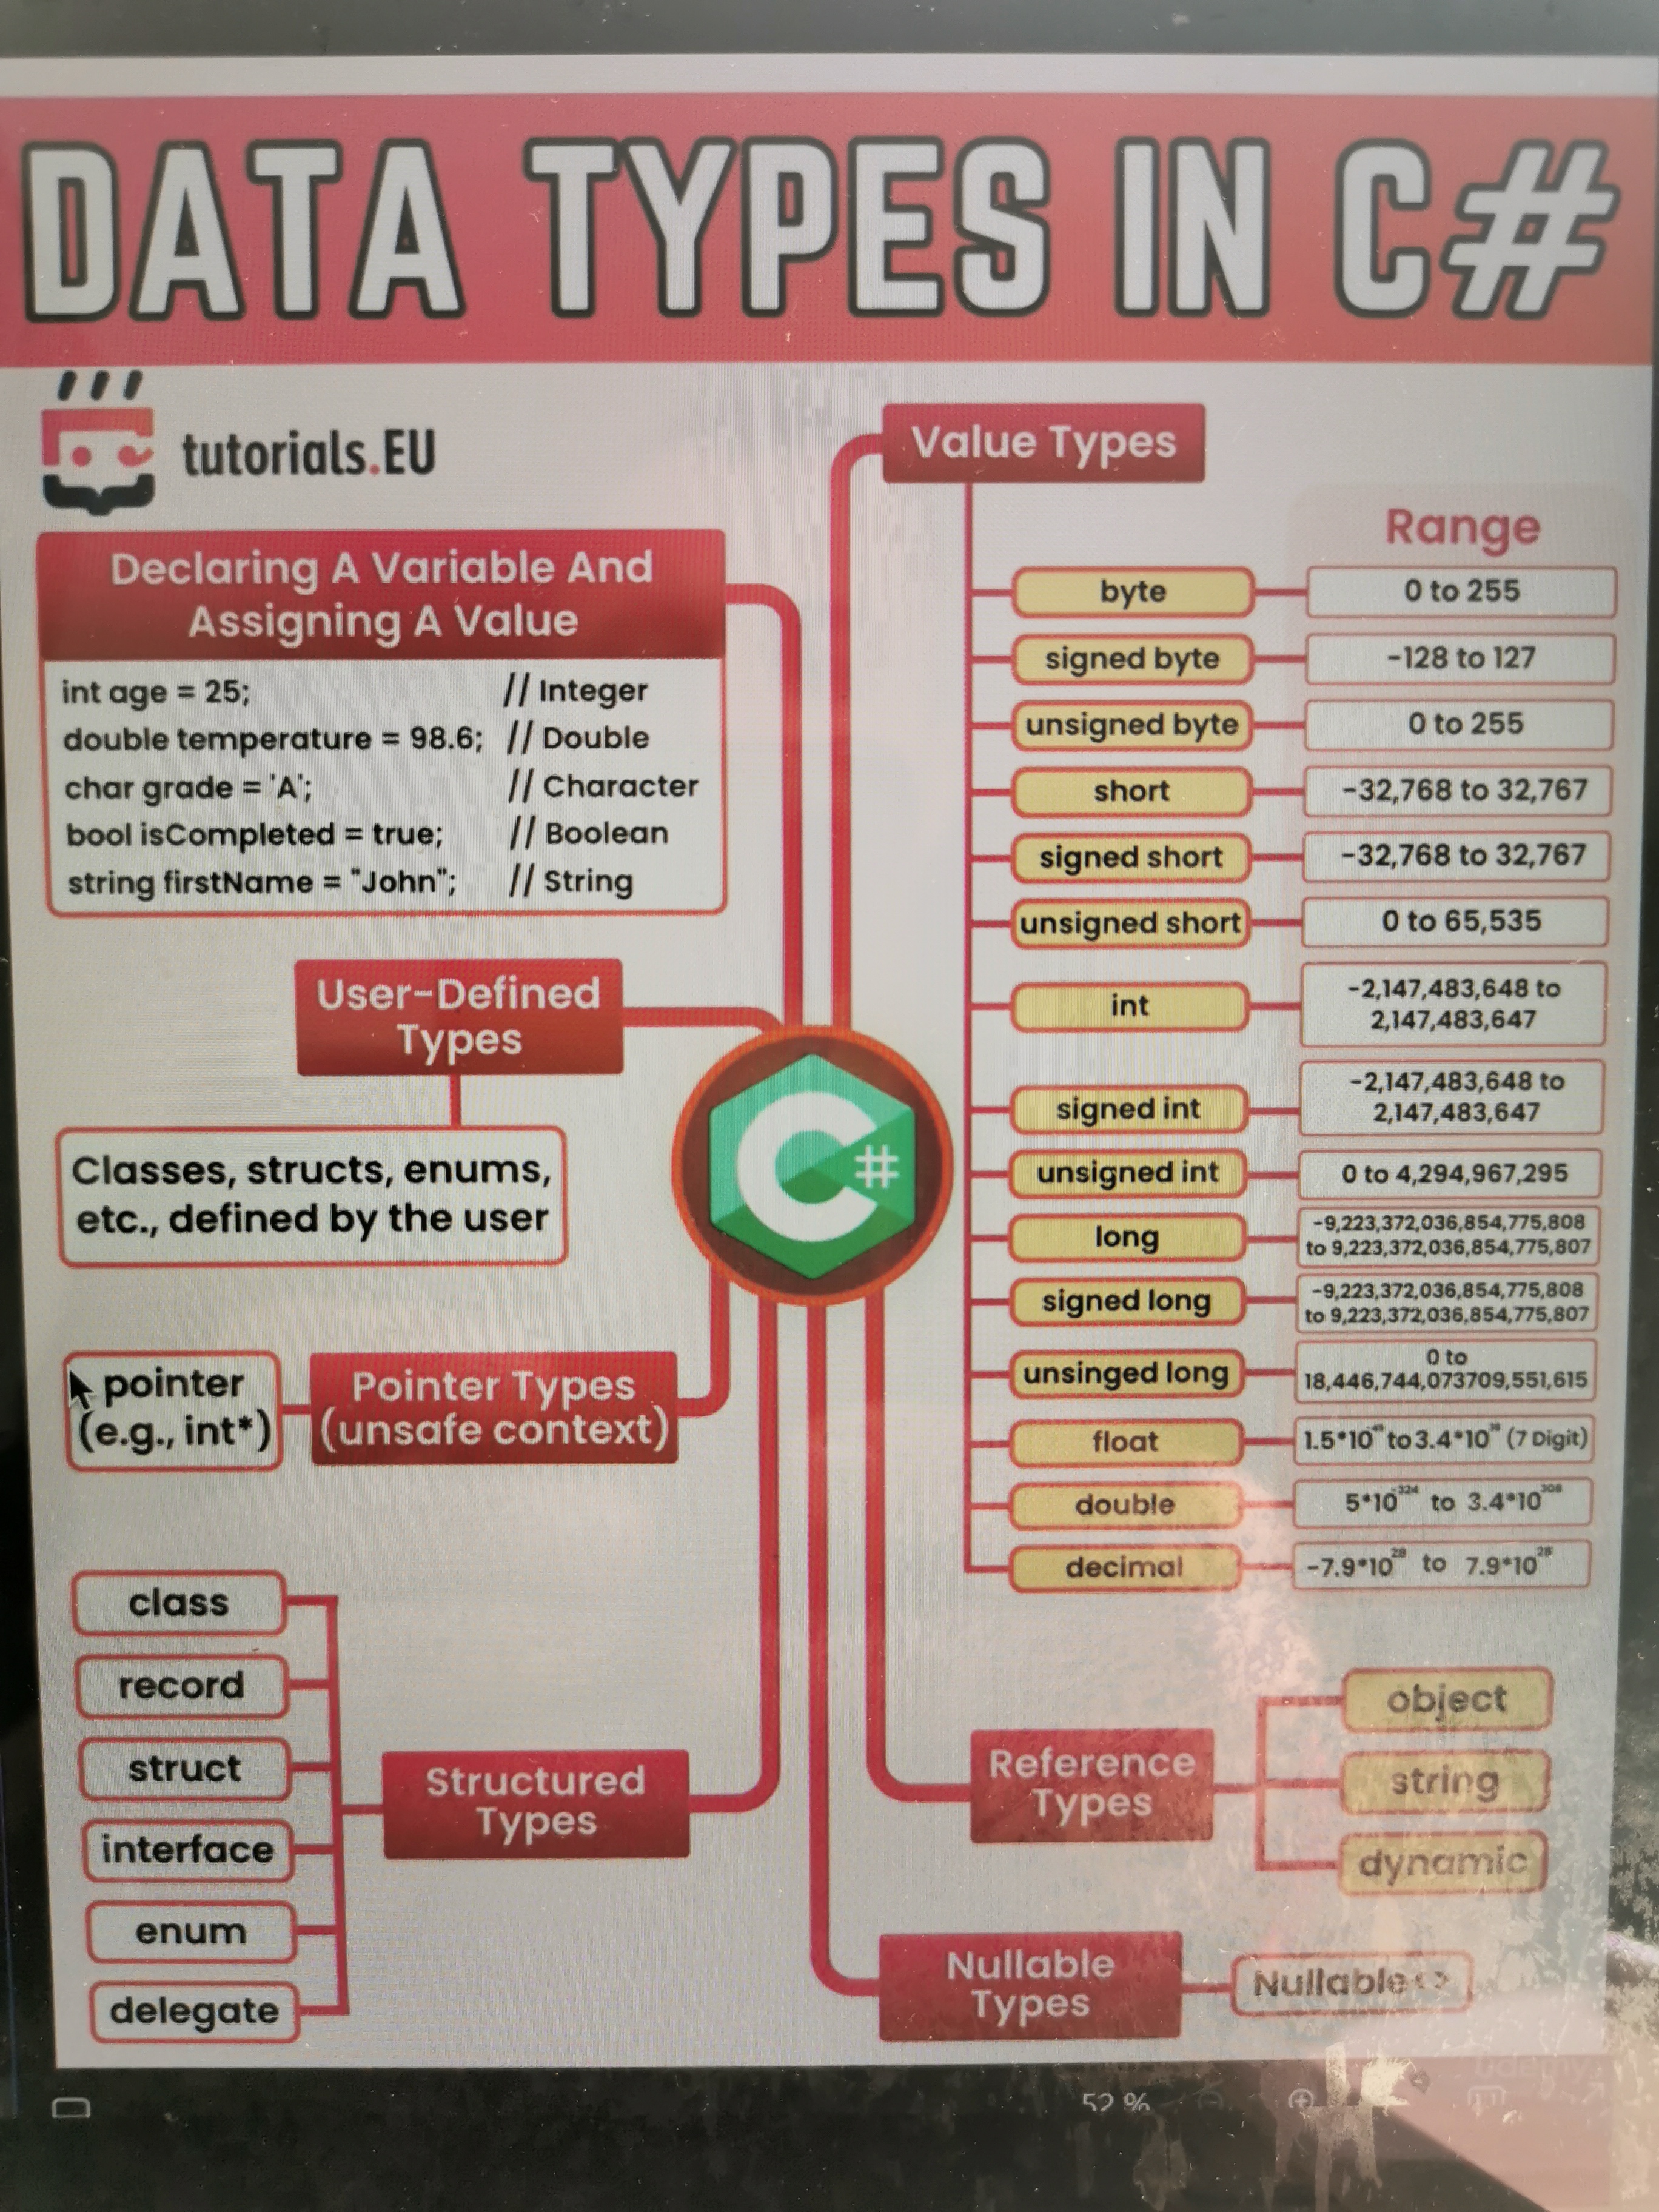 DATA TYPES IN C#
tutorials.EU
Declaring A Variable And
Assigning A Value
int age = 25; // Integer
double temperature = 98.6; // Double
char grade = 'A'; // Character
bool isCompleted = true; // Boolean
string firstName = "John"; // String
User-Defined
Types
Classes, structs, enums,
etc., defined by the user
pointer
(e.g., int*)
Pointer Types
(unsafe context)
class
record
struct
interface
enum
delegate
Structured
Types
C#
Value Types
Range
byte 0 to 255
signed byte -128 to 127
unsigned byte 0 to 255
short -32,768 to 32,767
signed short -32,768 to 32,767
unsigned short 0 to 65,535
int -2,147,483,648 to
2,147,483,647
signed int -2,147,483,648 to
2,147,483,647
unsigned int 0 to 4,294,967,295
long -9,223,372,036,854,775,808
to 9,223,372,036,854,775,807
signed long -9,223,372,036,854,775,808
to 9,223,372,036,854,775,807
unsinged long 0 to
18,446,744,073709,551,615
float 1.5*10⁻⁴⁵ to 3.4*10³⁸ (7 Digit)
double 5*10⁻³²⁴ to 3.4*10³⁰⁸
decimal -7.9*10²⁸ to 7.9*10²⁸
Reference
Types
object
string
dynamic
Nullable
Types
Nullable<>
52 %
udemy